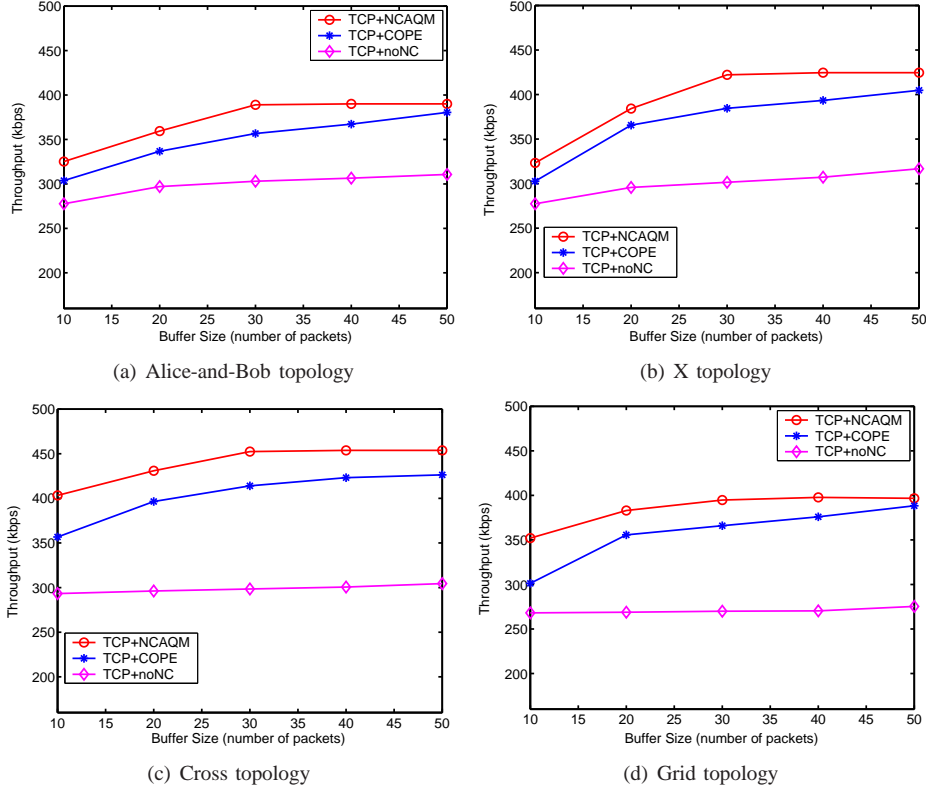 500
450
400
350
300
250
200
Throughput (kbps)
TCP+NCAQM
TCP+COPE
TCP+noNC
10 15 20 25 30 35 40 45 50
Buffer Size (number of packets)
(a) Alice-and-Bob topology
500
450
400
350
300
250
200
Throughput (kbps)
TCP+NCAQM
TCP+COPE
TCP+noNC
10 15 20 25 30 35 40 45 50
Buffer Size (number of packets)
(b) X topology
500
450
400
350
300
250
200
Throughput (kbps)
TCP+NCAQM
TCP+COPE
TCP+noNC
10 15 20 25 30 35 40 45 50
Buffer Size (number of packets)
(c) Cross topology
500
450
400
350
300
250
200
Throughput (kbps)
TCP+NCAQM
TCP+COPE
TCP+noNC
10 15 20 25 30 35 40 45 50
Buffer Size (number of packets)
(d) Grid topology